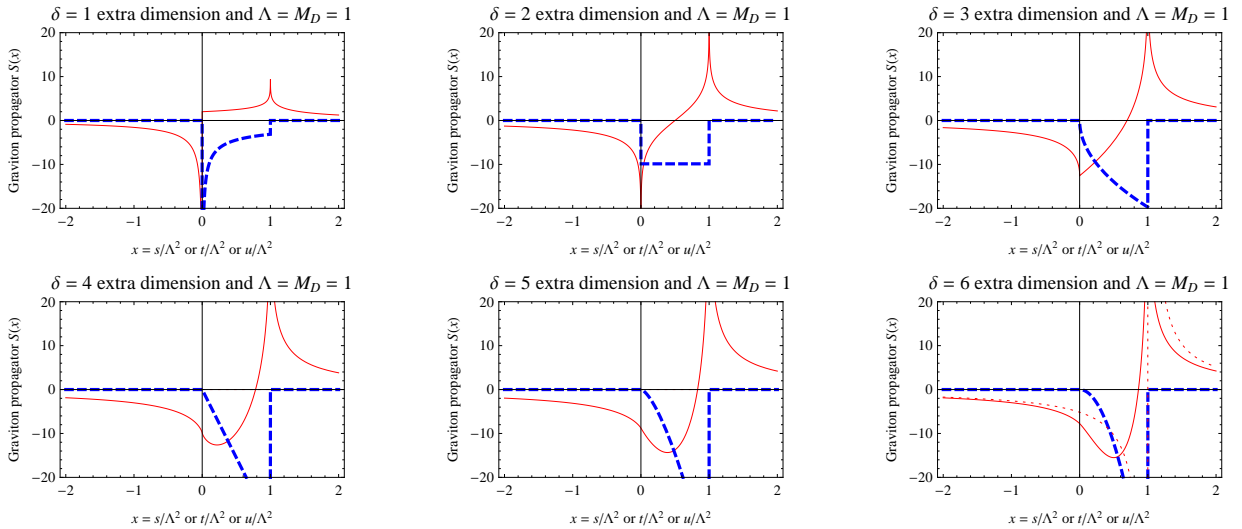 δ = 1 extra dimension and Λ = M_D = 1
Graviton propagator S(x)
20
10
0
−10
−20
−2 −1 0 1 2
x = s/Λ² or t/Λ² or u/Λ²
δ = 2 extra dimension and Λ = M_D = 1
Graviton propagator S(x)
20
10
0
−10
−20
−2 −1 0 1 2
x = s/Λ² or t/Λ² or u/Λ²
δ = 3 extra dimension and Λ = M_D = 1
Graviton propagator S(x)
20
10
0
−10
−20
−2 −1 0 1 2
x = s/Λ² or t/Λ² or u/Λ²
δ = 4 extra dimension and Λ = M_D = 1
Graviton propagator S(x)
20
10
0
−10
−20
−2 −1 0 1 2
x = s/Λ² or t/Λ² or u/Λ²
δ = 5 extra dimension and Λ = M_D = 1
Graviton propagator S(x)
20
10
0
−10
−20
−2 −1 0 1 2
x = s/Λ² or t/Λ² or u/Λ²
δ = 6 extra dimension and Λ = M_D = 1
Graviton propagator S(x)
20
10
0
−10
−20
−2 −1 0 1 2
x = s/Λ² or t/Λ² or u/Λ²